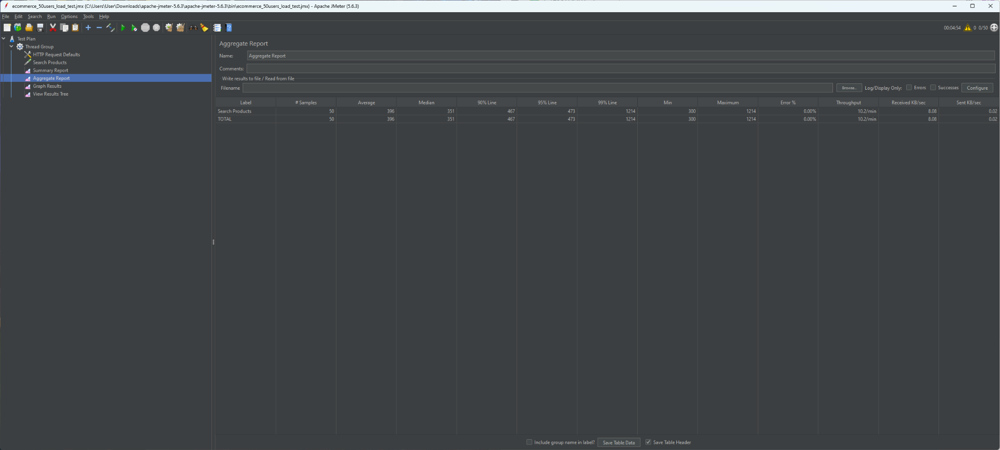 ecommerce_50users_load_test.jmx (C:\Users\User\Downloads\apache-jmeter-5.6.3\apache-jmeter-5.6.3\bin\ecommerce_50users_load_test.jmx) - Apache JMeter (5.6.3)
File Edit Search Run Options Tools Help
00:04:54 0 0/50
Test Plan
Thread Group
HTTP Request Defaults
Search Products
Summary Report
Aggregate Report
Graph Results
View Results Tree
Aggregate Report
Name: Aggregate Report
Comments:
Write results to file / Read from file
Filename Browse... Log/Display Only: Errors Successes Configure
Label # Samples Average Median 90% Line 95% Line 99% Line Min Maximum Error % Throughput Received KB/sec Sent KB/sec
Search Products 50 396 351 467 473 1214 300 1214 0.00% 10.2/min 8.08 0.02
TOTAL 50 396 351 467 473 1214 300 1214 0.00% 10.2/min 8.08 0.02
Include group name in label? Save Table Data Save Table Header